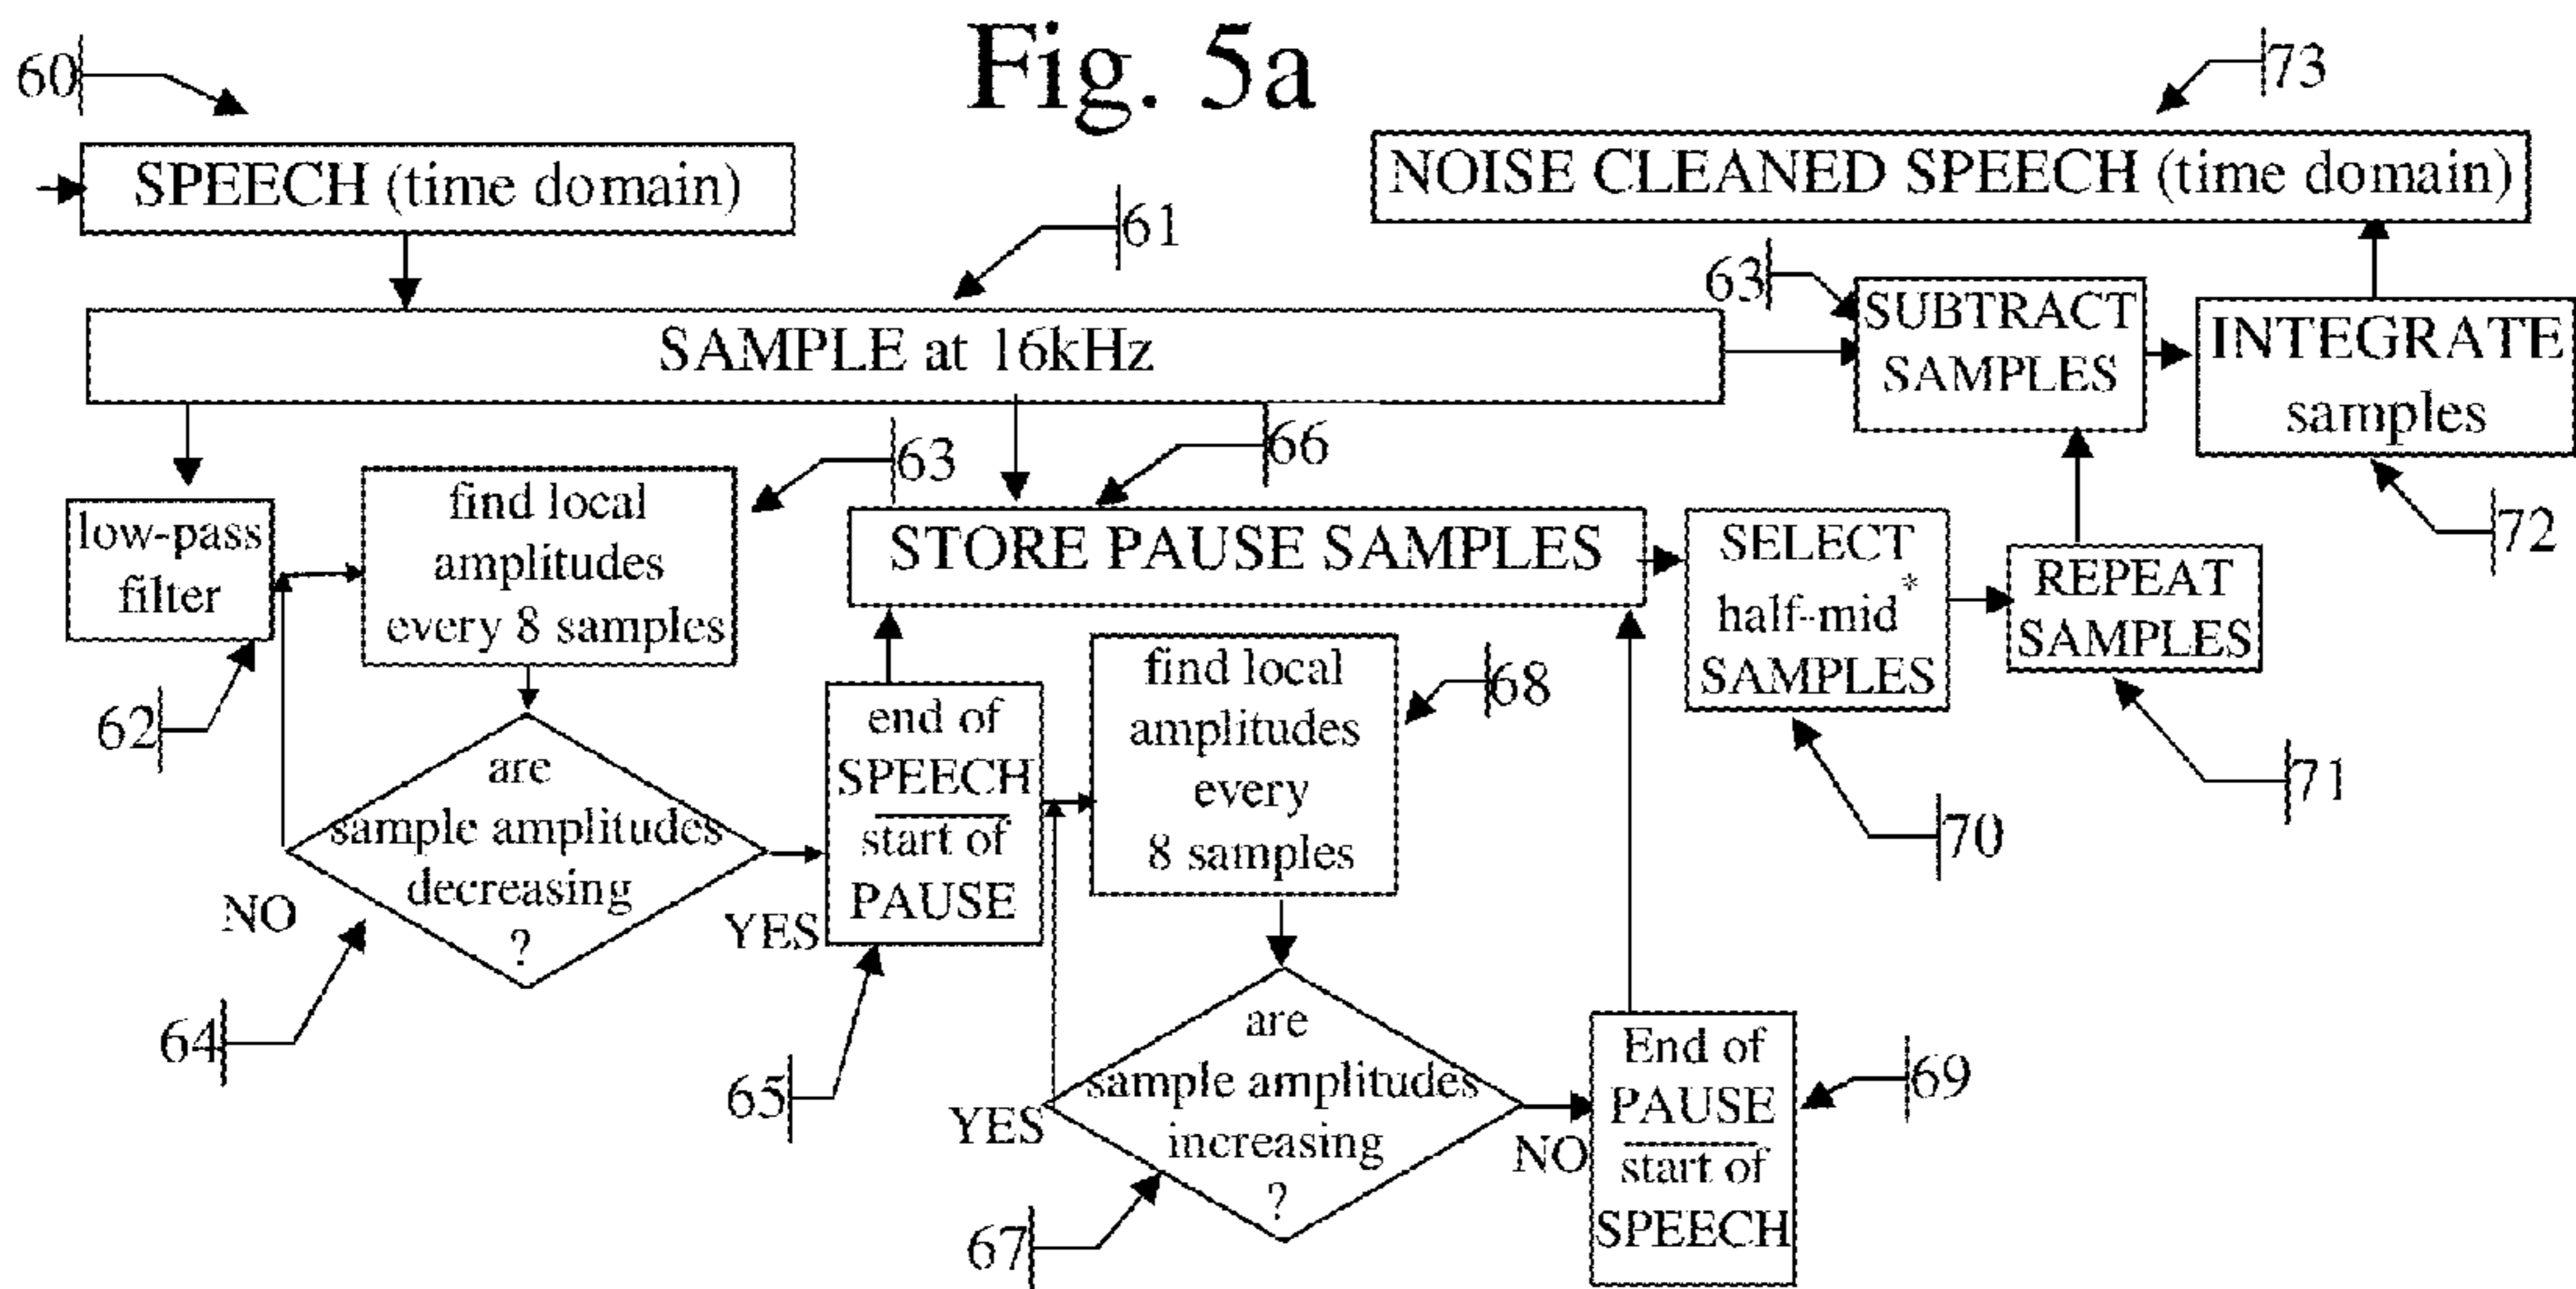 Fig. 5a
60
73
SPEECH (time domain)
NOISE CLEANED SPEECH (time domain)
61
63
SAMPLE at 16kHz
SUBTRACT
SAMPLES
INTEGRATE
samples
63
66
72
low-pass
filter
62
find local
amplitudes
every 8 samples
STORE PAUSE SAMPLES
SELECT
half-mid*
SAMPLES
REPEAT
SAMPLES
71
70
are
sample amplitudes
decreasing
?
NO
YES
64
end of
SPEECH
start of
PAUSE
65
find local
amplitudes
every
8 samples
68
are
sample amplitudes
increasing
?
YES
NO
67
End of
PAUSE
start of
SPEECH
69